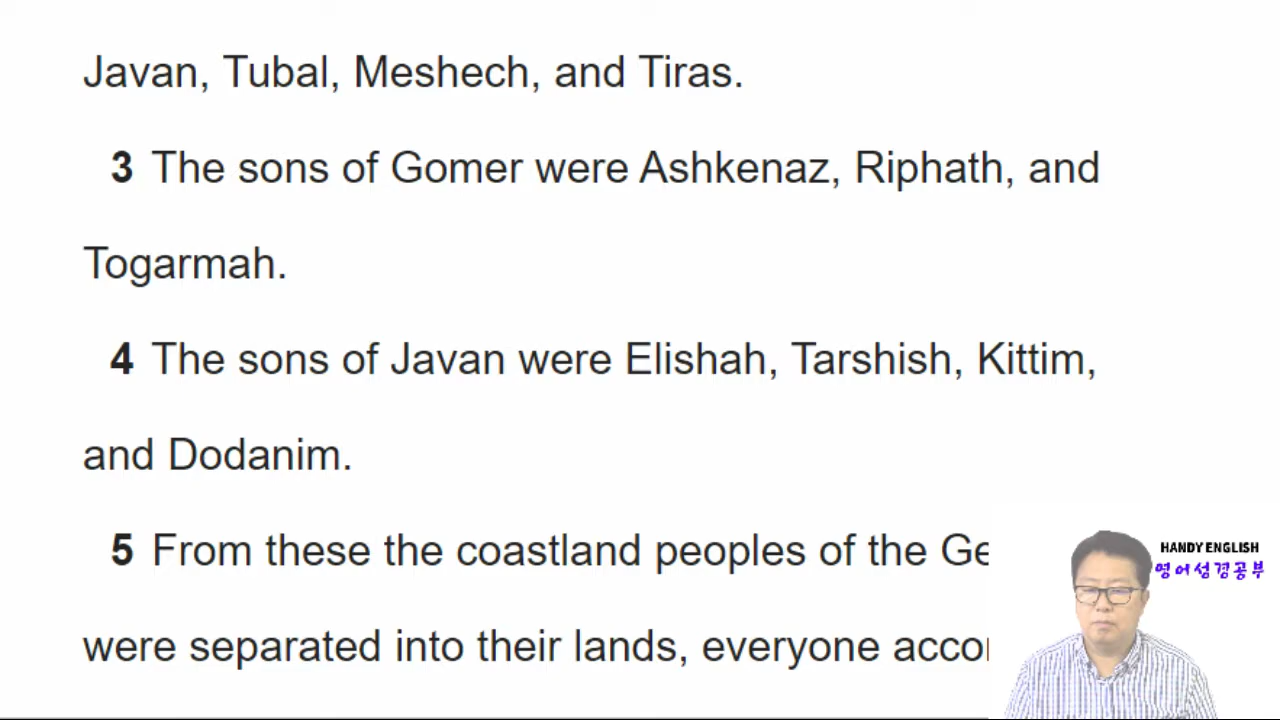 Javan, Tubal, Meshech, and Tiras.
3 The sons of Gomer were Ashkenaz, Riphath, and
Togarmah.
4 The sons of Javan were Elishah, Tarshish, Kittim,
and Dodanim.
5 From these the coastland peoples of the
were separated into their lands, everyone
HANDY ENGLISH
영어성경공부